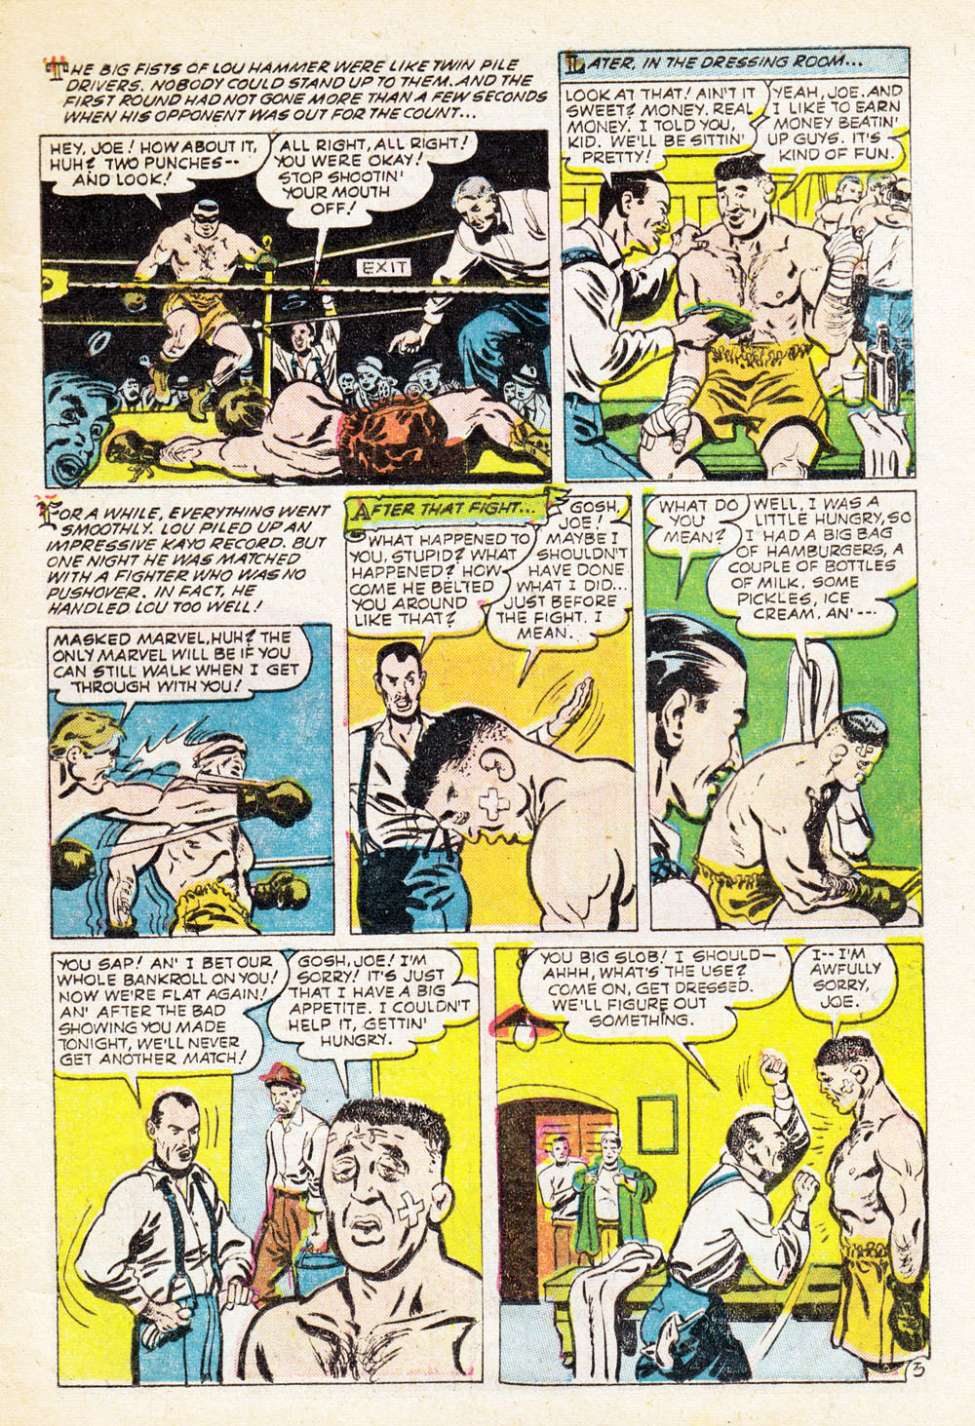 THE BIG FISTS OF LOU HAMMER WERE LIKE TWIN PILE
DRIVERS. NOBODY COULD STAND UP TO THEM. AND THE
FIRST ROUND HAD NOT GONE MORE THAN A FEW SECONDS
WHEN HIS OPPONENT WAS OUT FOR THE COUNT...
HEY, JOE! HOW ABOUT IT,
HUH? TWO PUNCHES--
AND LOOK!
ALL RIGHT, ALL RIGHT!
YOU WERE OKAY!
STOP SHOOTIN'
YOUR MOUTH
OFF!
EXIT
LATER, IN THE DRESSING ROOM...
LOOK AT THAT! AIN'T IT
SWEET? MONEY. REAL
MONEY. I TOLD YOU,
KID. WE'LL BE SITTIN'
PRETTY!
YEAH, JOE. AND
I LIKE TO EARN
MONEY BEATIN'
UP GUYS. IT'S
KIND OF FUN.
FOR A WHILE, EVERYTHING WENT
SMOOTHLY. LOU PILED UP AN
IMPRESSIVE KAYO RECORD. BUT
ONE NIGHT HE WAS MATCHED
WITH A FIGHTER WHO WAS NO
PUSHOVER. IN FACT, HE
HANDLED LOU TOO WELL!
MASKED MARVEL, HUH? THE
ONLY MARVEL WILL BE IF YOU
CAN STILL WALK WHEN I GET
THROUGH WITH YOU!
AFTER THAT FIGHT...
WHAT HAPPENED TO
YOU, STUPID? WHAT
HAPPENED? HOW
COME HE BELTED
YOU AROUND
LIKE THAT?
GOSH,
JOE!
MAYBE I
SHOULDN'T
HAVE DONE
WHAT I DID...
JUST BEFORE
THE FIGHT. I
MEAN.
WHAT DO
YOU
MEAN?
WELL, I WAS A
LITTLE HUNGRY, SO
I HAD A BIG BAG
OF HAMBURGERS, A
COUPLE OF BOTTLES
OF MILK. SOME
PICKLES, ICE
CREAM. AN'---
YOU SAP! AN' I BET OUR
WHOLE BANKROLL ON YOU!
NOW WE'RE FLAT AGAIN!
AN' AFTER THE BAD
SHOWING YOU MADE
TONIGHT, WE'LL NEVER
GET ANOTHER MATCH!
GOSH, JOE! I'M
SORRY! IT'S JUST
THAT I HAVE A BIG
APPETITE. I COULDN'T
HELP IT, GETTIN'
HUNGRY.
YOU BIG SLOB! I SHOULD—
AHHH, WHAT'S THE USE?
COME ON, GET DRESSED.
WE'LL FIGURE OUT
SOMETHING.
I-- I'M
AWFULLY
SORRY,
JOE.
3